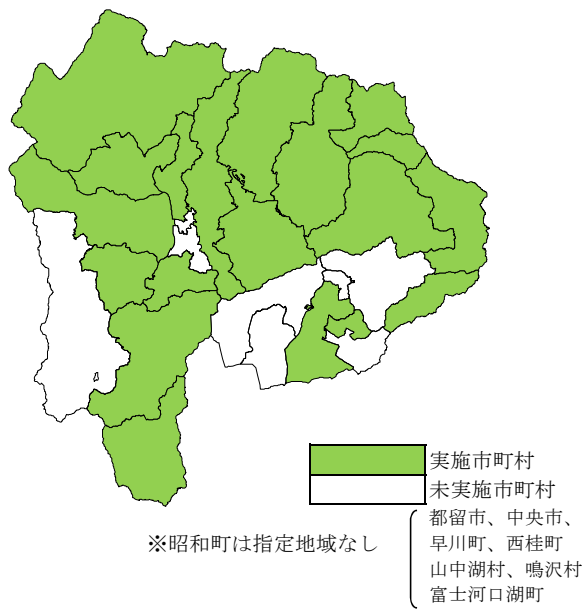 実施市町村
未実施市町村
都留市、中央市、
早川町、西桂町
山中湖村、鳴沢村
富士河口湖町
※昭和町は指定地域なし